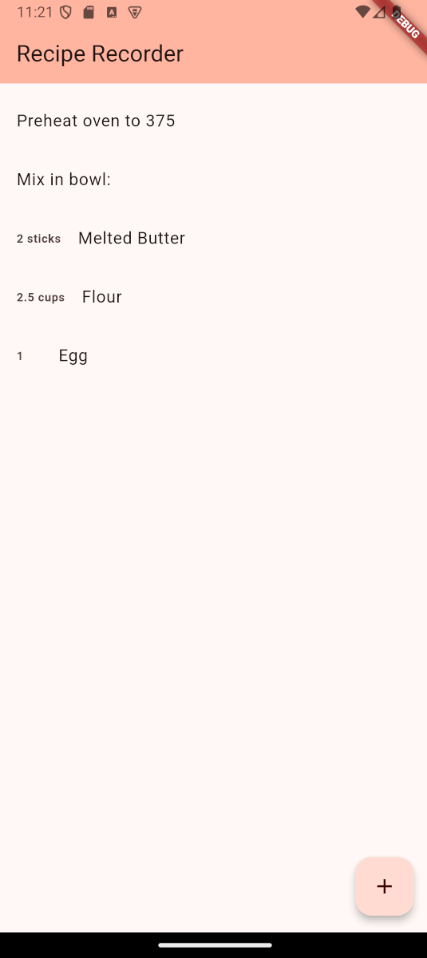 11:21
Recipe Recorder
Preheat oven to 375
Mix in bowl:
2 sticks Melted Butter
2.5 cups Flour
1 Egg